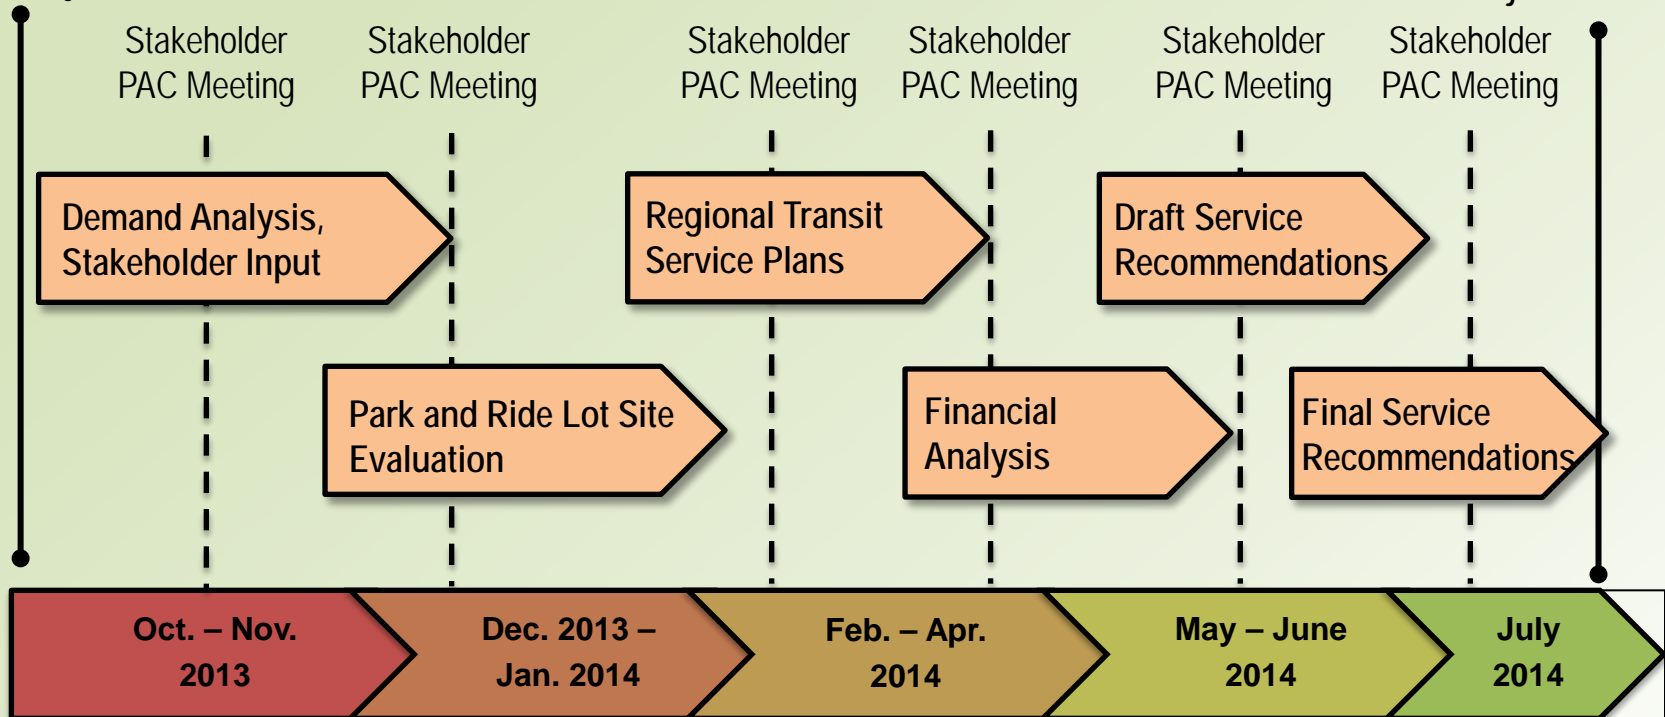 Stakeholder
PAC Meeting
Stakeholder
PAC Meeting
Stakeholder
PAC Meeting
Stakeholder
PAC Meeting
Stakeholder
PAC Meeting
Stakeholder
PAC Meeting
Demand Analysis,
Stakeholder Input
Regional Transit
Service Plans
Draft Service
Recommendations
Park and Ride Lot Site
Evaluation
Financial
Analysis
Final Service
Recommendations
Oct. – Nov.
2013
Dec. 2013 –
Jan. 2014
Feb. – Apr.
2014
May – June
2014
July
2014